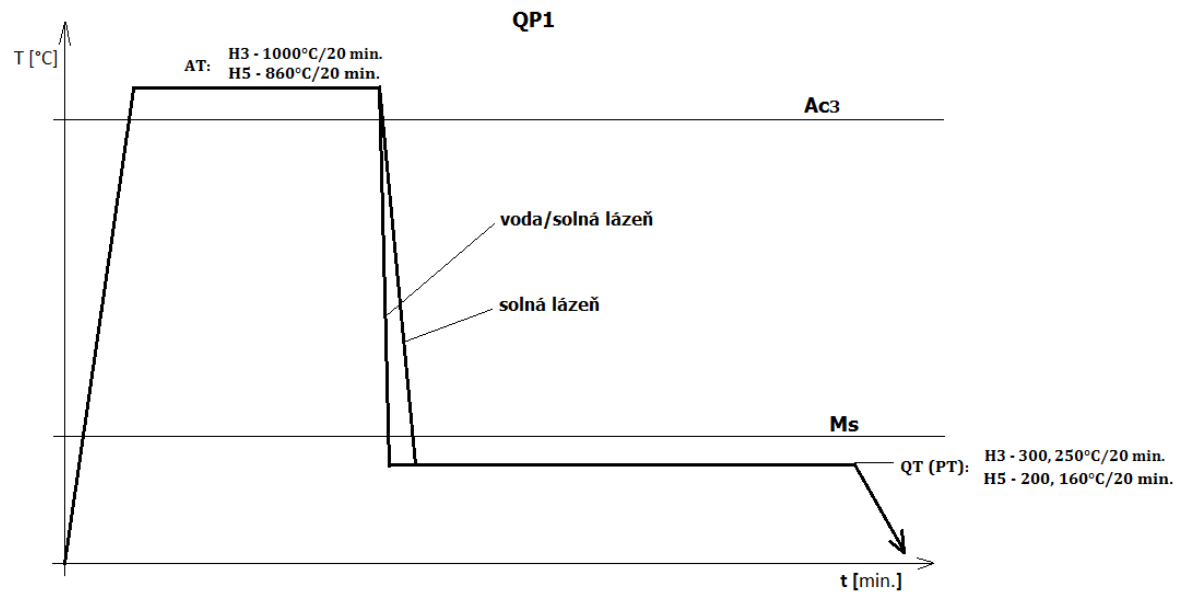 QP1
T [°C]
AT:
H3 - 1000°C/20 min.
H5 - 860°C/20 min.
Ac3
voda/solná lázeň
solná lázeň
Ms
QT (PT):
H3 - 300, 250°C/20 min.
H5 - 200, 160°C/20 min.
t [min.]